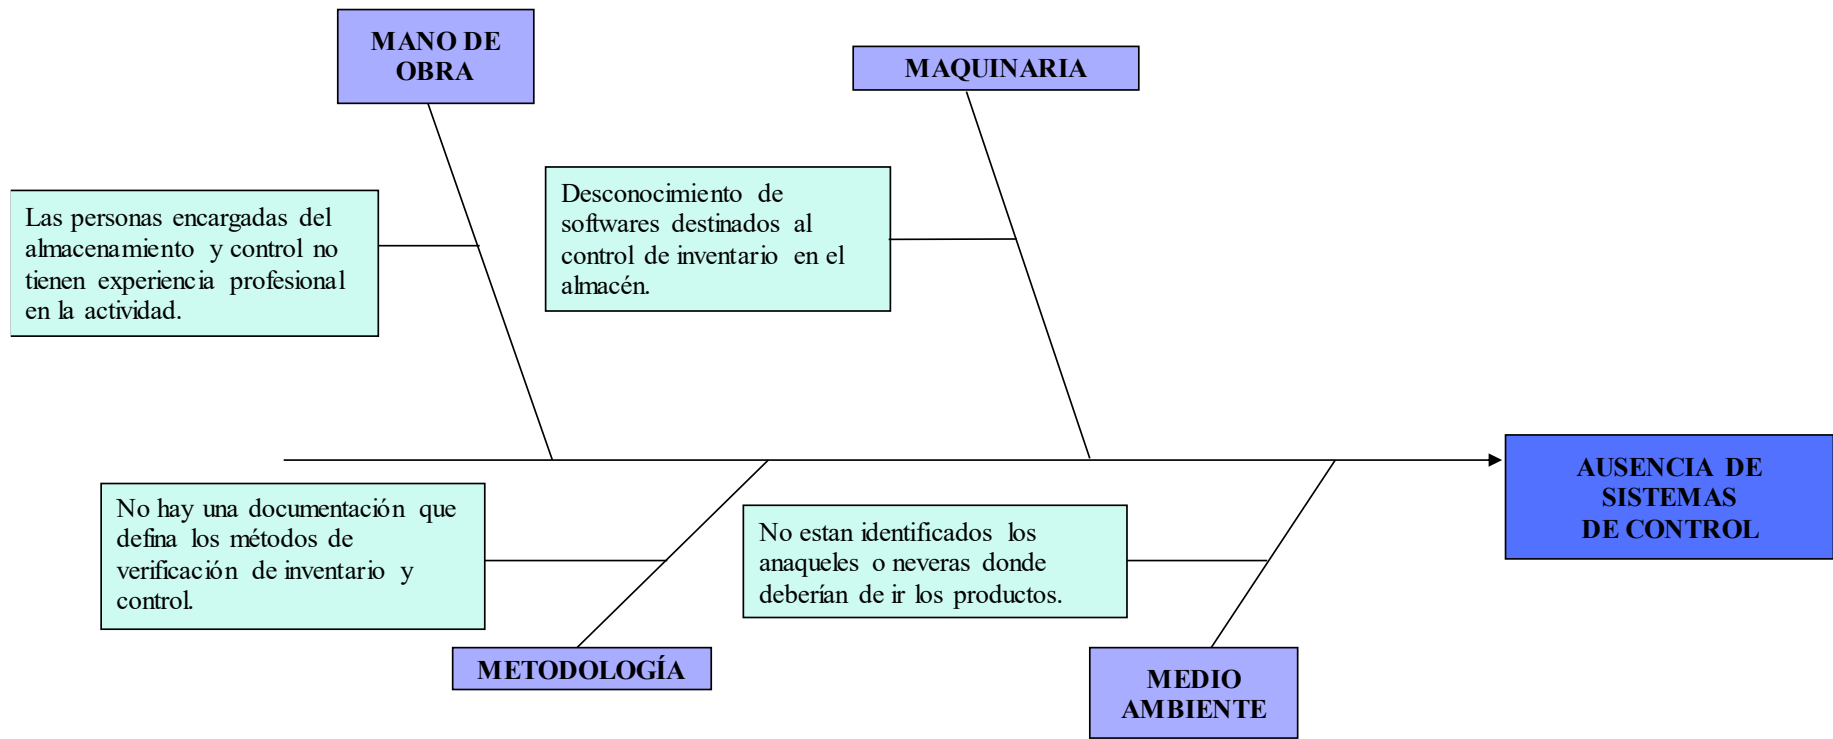 MANO DE
OBRA
MAQUINARIA
Las personas encargadas del
almacenamiento y control no
tienen experiencia profesional
en la actividad.
Desconocimiento de
softwares destinados al
control de inventario en el
almacén.
AUSENCIA DE
SISTEMAS
DE CONTROL
No hay una documentación que
defina los métodos de
verificación de inventario y
control.
No estan identificados los
anaqueles o neveras donde
deberían de ir los productos.
METODOLOGÍA
MEDIO
AMBIENTE